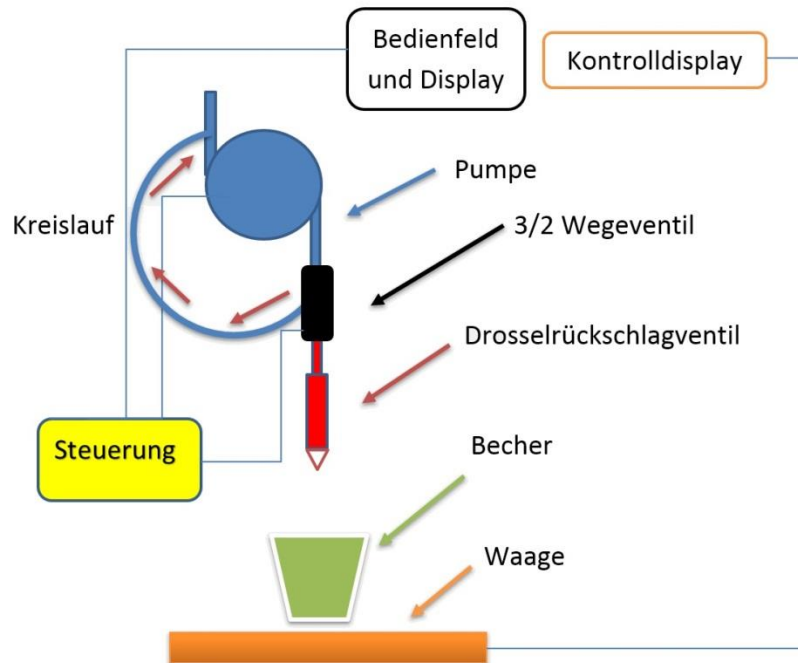 Bedienfeld
und Display
Kontrolldisplay
Pumpe
Kreislauf
3/2 Wegeventil
Drosselrückschlagventil
Steuerung
Becher
Waage